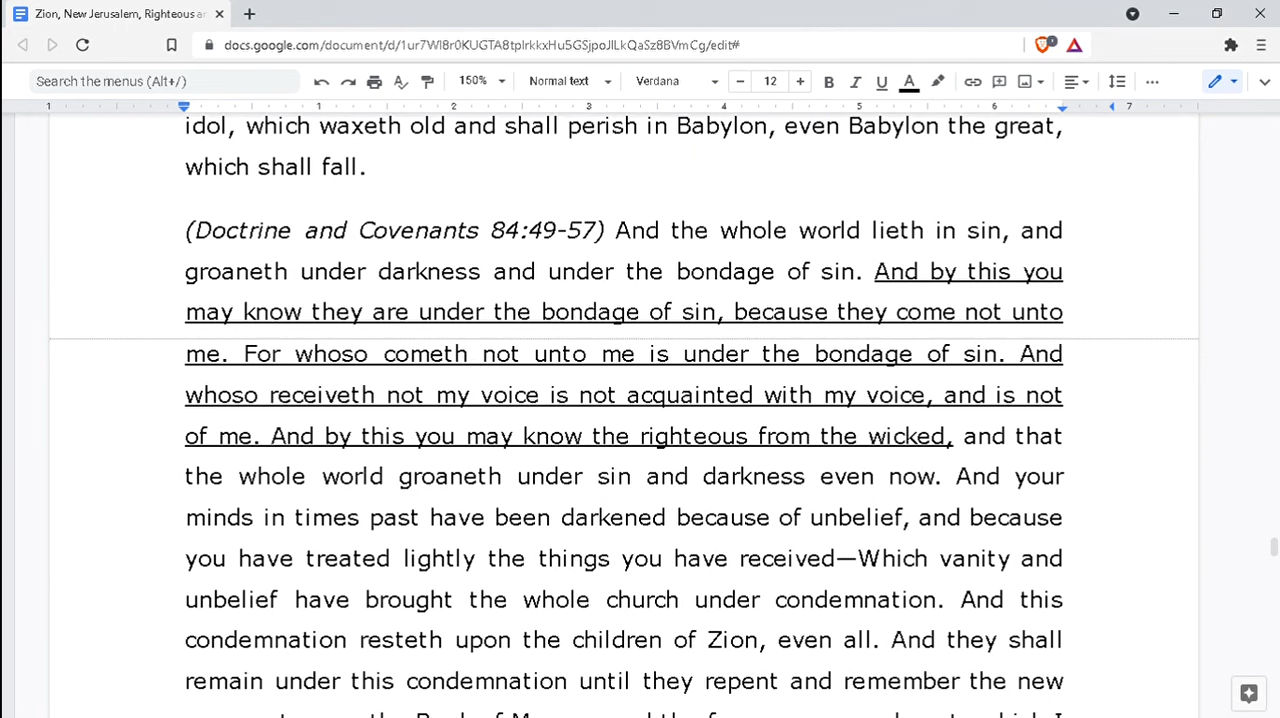 Zion, New Jerusalem, Righteous
docs.google.com/document/d/1ur7WI8r0KUGTA8tplrkkxHu5GSjpoJlLkQaSz8BVmCg/edit#
Search the menus (Alt+/)
150%
Normal text
Verdana
12
B I U A
1 1 2 3 4 5 6 7
idol, which waxeth old and shall perish in Babylon, even Babylon the great,
which shall fall.
(Doctrine and Covenants 84:49-57) And the whole world lieth in sin, and
groaneth under darkness and under the bondage of sin. And by this you
may know they are under the bondage of sin, because they come not unto
me. For whoso cometh not unto me is under the bondage of sin. And
whoso receiveth not my voice is not acquainted with my voice, and is not
of me. And by this you may know the righteous from the wicked, and that
the whole world groaneth under sin and darkness even now. And your
minds in times past have been darkened because of unbelief, and because
you have treated lightly the things you have received—Which vanity and
unbelief have brought the whole church under condemnation. And this
condemnation resteth upon the children of Zion, even all. And they shall
remain under this condemnation until they repent and remember the new